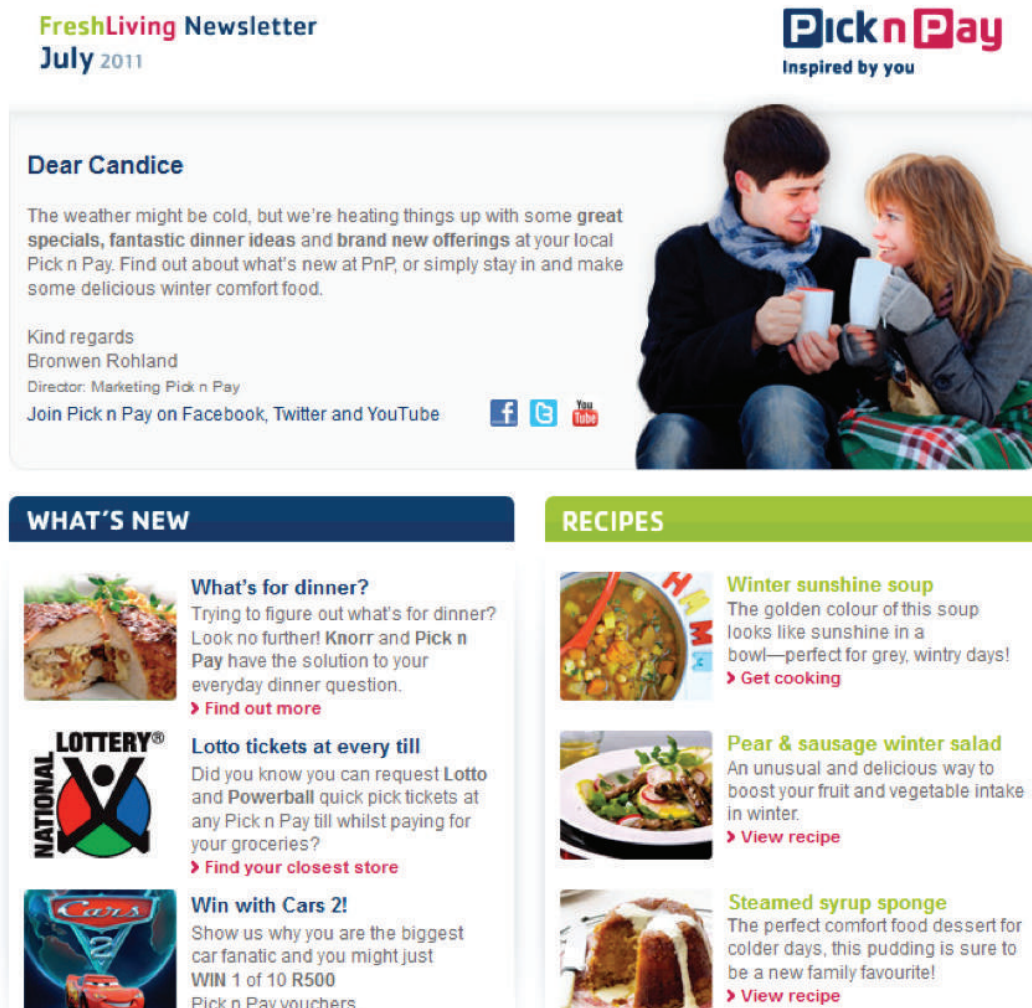 FreshLiving Newsletter
July 2011
Pick n Pay
Inspired by you
Dear Candice
The weather might be cold, but we're heating things up with some great
specials, fantastic dinner ideas and brand new offerings at your local
Pick n Pay. Find out about what's new at PnP, or simply stay in and make
some delicious winter comfort food.
Kind regards
Bronwen Rohland
Director: Marketing Pick n Pay
Join Pick n Pay on Facebook, Twitter and YouTube
You
Tube
WHAT'S NEW
What's for dinner?
Trying to figure out what's for dinner?
Look no further! Knorr and Pick n
Pay have the solution to your
everyday dinner question.
> Find out more
NATIONAL
LOTTERY®
Lotto tickets at every till
Did you know you can request Lotto
and Powerball quick pick tickets at
any Pick n Pay till whilst paying for
your groceries?
> Find your closest store
Cars
2
Win with Cars 2!
Show us why you are the biggest
car fanatic and you might just
WIN 1 of 10 R500
Pick n Pay vouchers
RECIPES
Winter sunshine soup
The golden colour of this soup
looks like sunshine in a
bowl—perfect for grey, wintry days!
> Get cooking
Pear & sausage winter salad
An unusual and delicious way to
boost your fruit and vegetable intake
in winter.
> View recipe
Steamed syrup sponge
The perfect comfort food dessert for
colder days, this pudding is sure to
be a new family favourite!
> View recipe